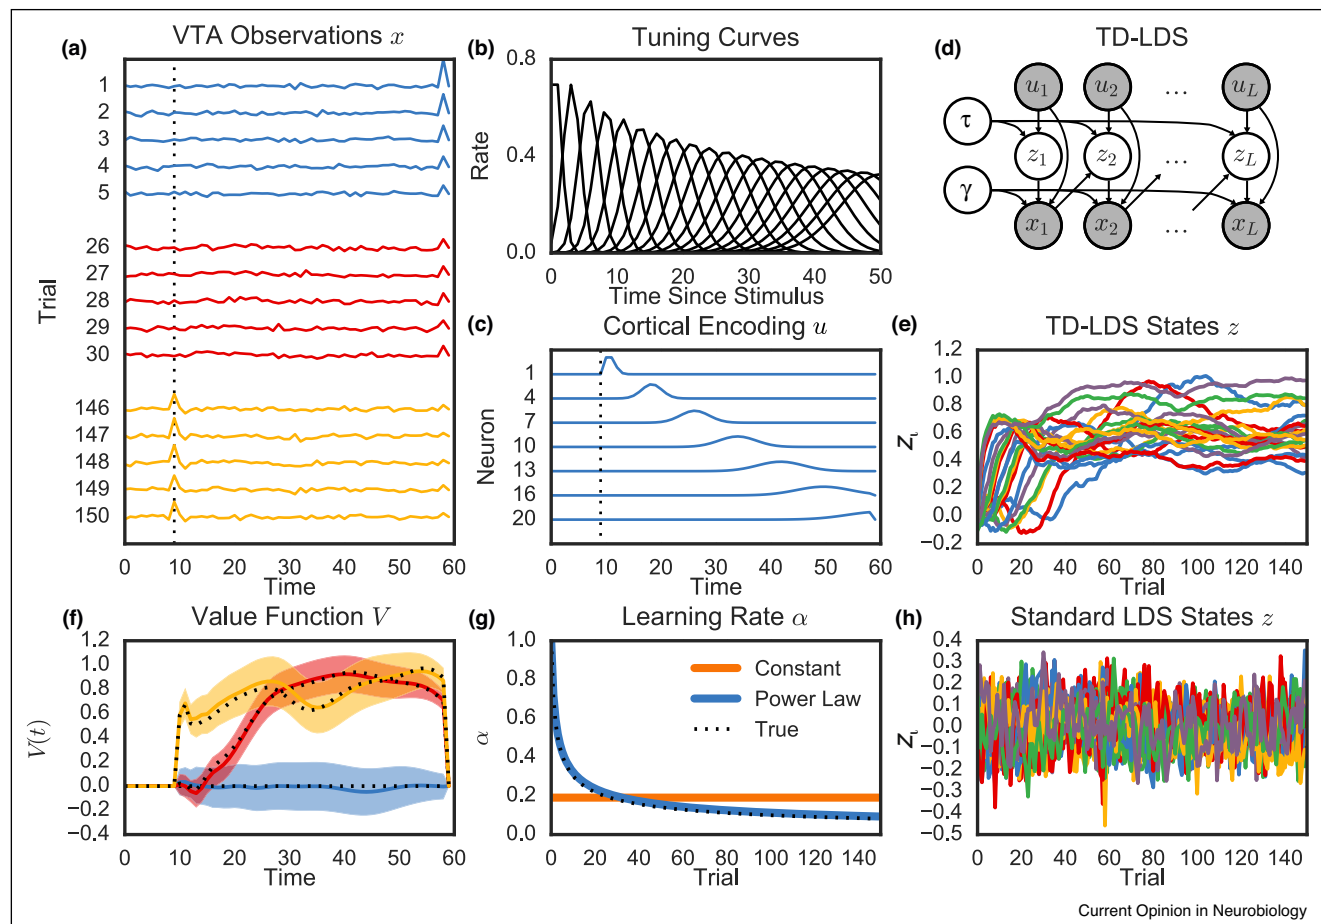 (a) VTA Observations x
1
2
3
4
5
26
27
28
29
30
146
147
148
149
150
Trial
0 10 20 30 40 50 60
Time
(b) Tuning Curves
0.8
0.4
0.0
Rate
0 5 10 15 20 25 30 35 40 45 50
Time Since Stimulus
(c) Cortical Encoding u
1
4
7
10
13
16
20
Neuron
0 10 20 30 40 50 60
Time
(d) TD-LDS
u1 u2 ... uL
τ
z1 z2 ... zL
γ
x1 x2 ... xL
(e) TD-LDS States z
1.2
1.0
0.8
0.6
0.4
0.2
0.0
−0.2
zι
0 20 40 60 80 100 120 140
Trial
(f) Value Function V
1.2
1.0
0.8
0.6
0.4
0.2
0.0
−0.2
−0.4
V(t)
0 10 20 30 40 50 60
Time
(g) Learning Rate α
1.0
0.8
0.6
0.4
0.2
0.0
α
Constant
Power Law
True
0 20 40 60 80 100 120 140
Trial
(h) Standard LDS States z
0.4
0.3
0.2
0.1
0.0
−0.1
−0.2
−0.3
−0.4
−0.5
zι
0 20 40 60 80 100 120 140
Trial
Current Opinion in Neurobiology